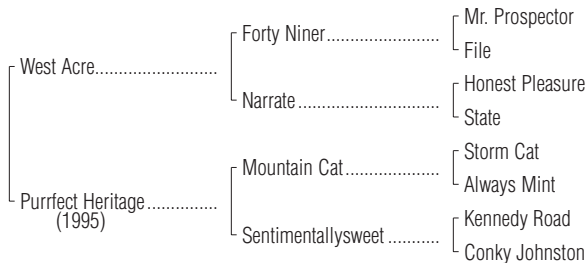 Mr. Prospector
Forty Niner........................
File
West Acre..........................
Honest Pleasure
Narrate ..............................
State
Storm Cat
Mountain Cat....................
Always Mint
Purrfect Heritage ...............
(1995)
Kennedy Road
Sentimentallysweet ...........
Conky Johnston